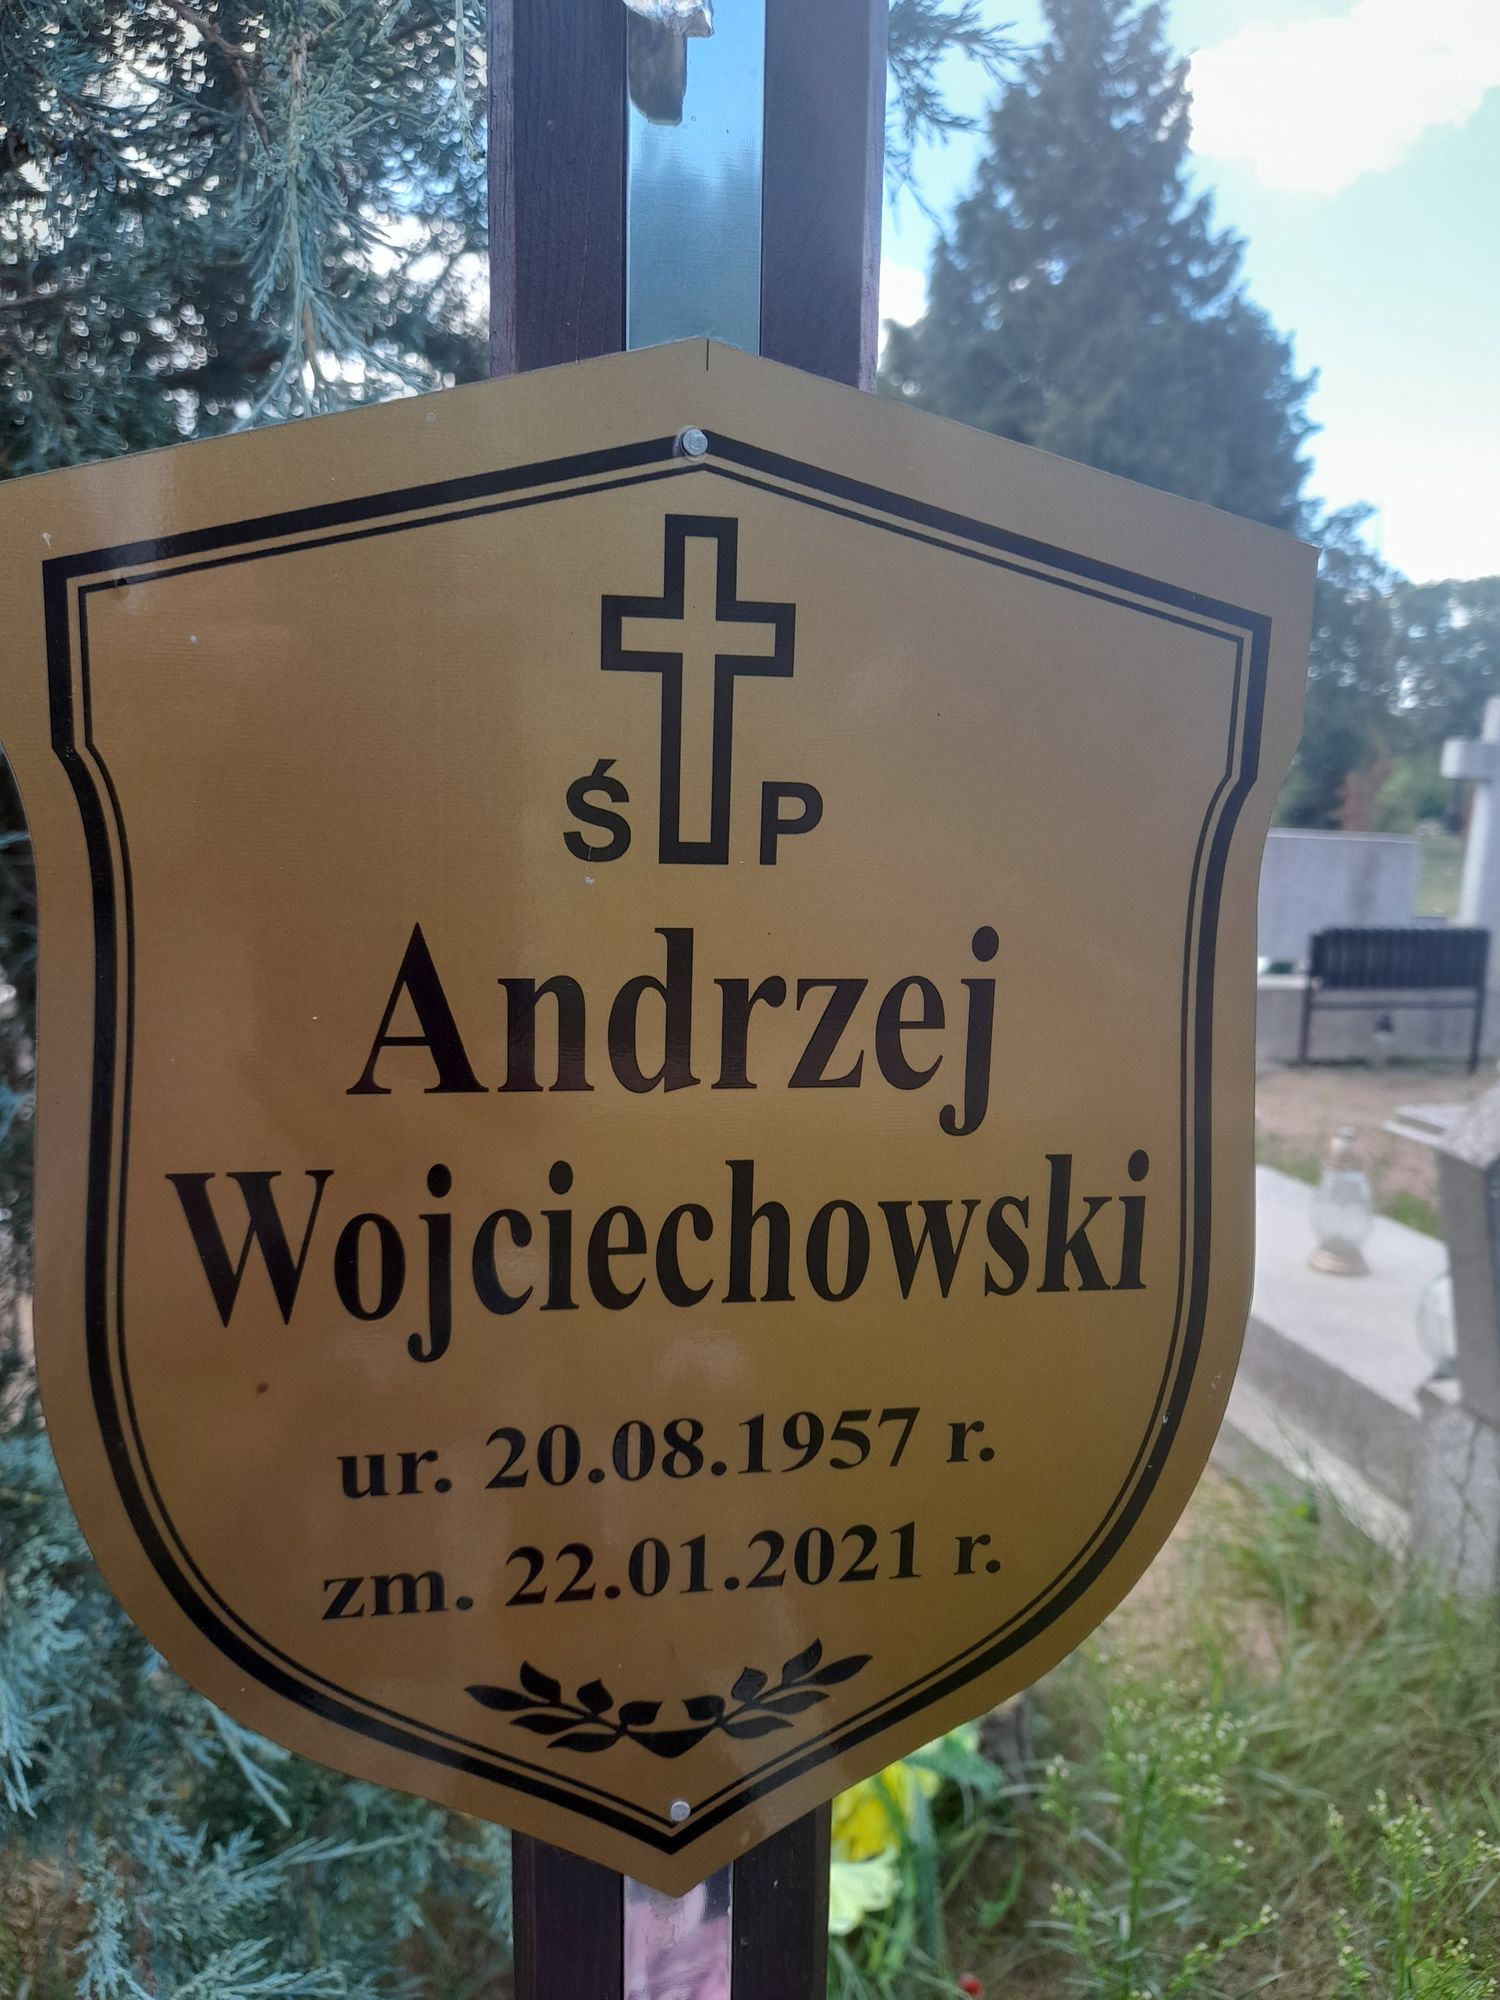 Ś P
Andrzej
Wojciechowski
ur. 20.08.1957 r.
zm. 22.01.2021 r.